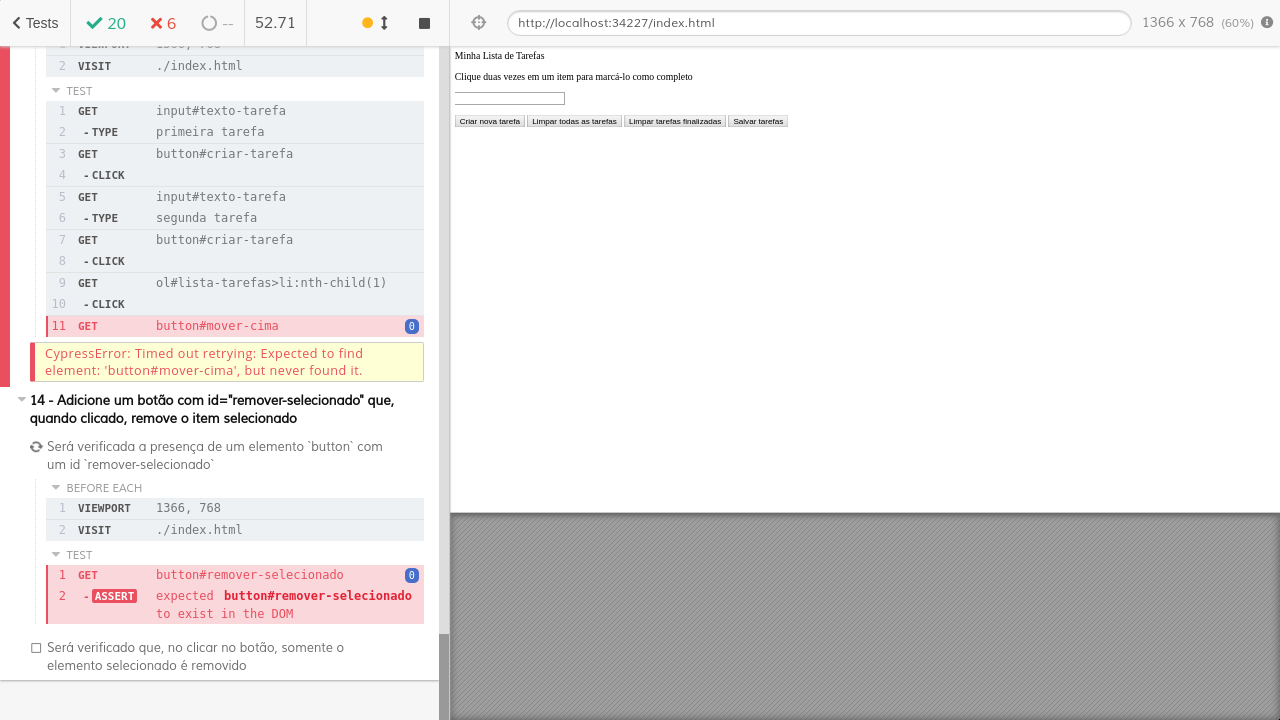 Tests 20 6 -- 52.71
http://localhost:34227/index.html 1366 x 768 (60%)
2 VISIT ./index.html
TEST
1 GET input#texto-tarefa
2 -TYPE primeira tarefa
3 GET button#criar-tarefa
4 -CLICK
5 GET input#texto-tarefa
6 -TYPE segunda tarefa
7 GET button#criar-tarefa
8 -CLICK
9 GET ol#lista-tarefas>li:nth-child(1)
10 -CLICK
11 GET button#mover-cima 0
CypressError: Timed out retrying: Expected to find
element: 'button#mover-cima', but never found it.
14 - Adicione um botão com id="remover-selecionado" que,
quando clicado, remove o item selecionado
Será verificada a presença de um elemento `button` com
um id `remover-selecionado`
BEFORE EACH
1 VIEWPORT 1366, 768
2 VISIT ./index.html
TEST
1 GET button#remover-selecionado 0
2 -ASSERT expected button#remover-selecionado
to exist in the DOM
Será verificado que, no clicar no botão, somente o
elemento selecionado é removido
Minha Lista de Tarefas
Clique duas vezes em um item para marcá-lo como completo
Criar nova tarefa Limpar todas as tarefas Limpar tarefas finalizadas Salvar tarefas